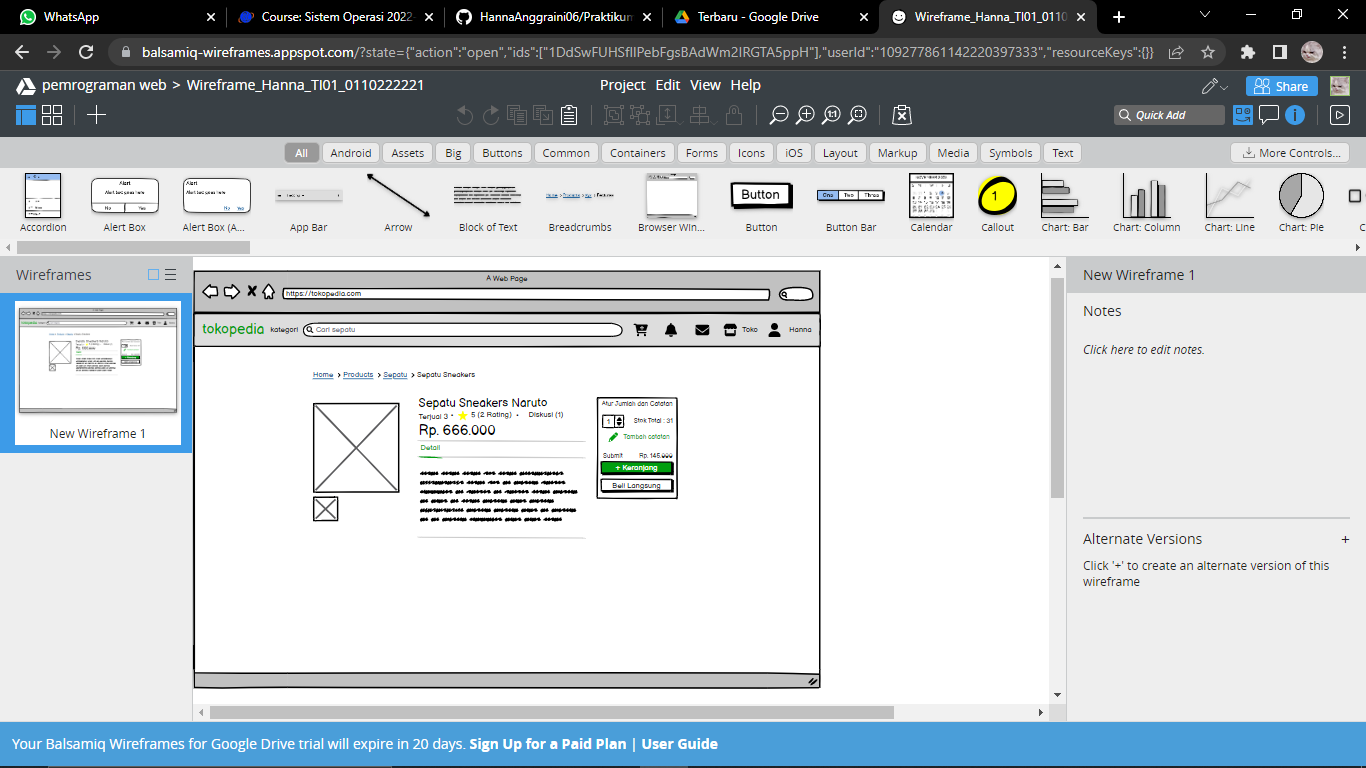 WhatsApp
Course: Sistem Operasi 2022-
HannaAnggraini06/Praktikum
Terbaru - Google Drive
Wireframe_Hanna_TI01_0110
balsamiq-wireframes.appspot.com/?state={"action":"open","ids":["1DdSwFUHSflIPebFgsBAdWm2IRGTA5ppH"],"userId":"109277861142220397333","resourceKeys":{}}
pemrograman web > Wireframe_Hanna_TI01_0110222221
Project Edit View Help
Share
Quick Add
All Android Assets Big Buttons Common Containers Forms Icons iOS Layout Markup Media Symbols Text
More Controls...
Accordion
Alert Box
Alert Box (A...
App Bar
Arrow
Block of Text
Breadcrumbs
Browser Win...
Button
Button
Button Bar
Calendar
1
Callout
Chart: Bar
Chart: Column
Chart: Line
Chart: Pie
Wireframes
New Wireframe 1
A Web Page
https://tokopedia.com
tokopedia kategori Cari sepatu Toko Hanna
Home > Products > Sepatu > Sepatu Sneakers
Sepatu Sneakers Naruto
Terjual 3 • 5 (2 Rating) • Diskusi (1)
Rp. 666.000
Detail
Atur Jumlah dan Catatan
1 Stok Total : 31
Tambah catatan
Submit Rp. 145.000
+ Keranjang
Beli Langsung
New Wireframe 1
Notes
Click here to edit notes.
Alternate Versions +
Click '+' to create an alternate version of this
wireframe
Your Balsamiq Wireframes for Google Drive trial will expire in 20 days. Sign Up for a Paid Plan | User Guide